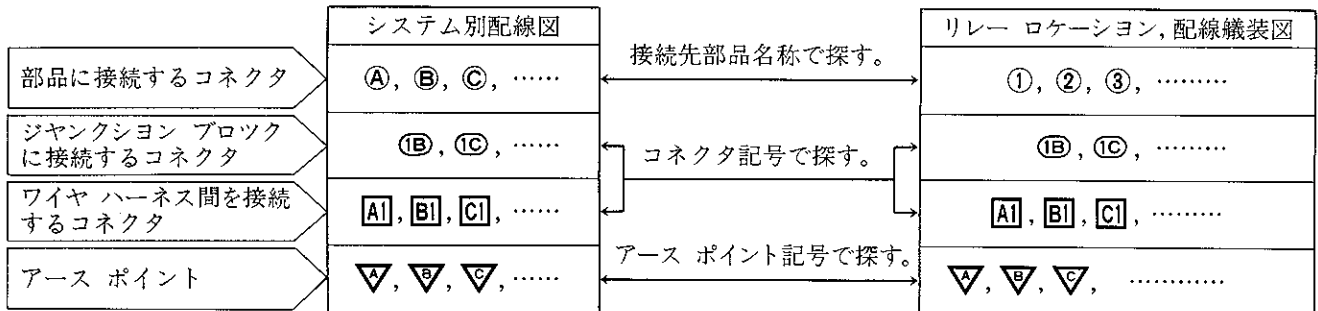 システム別配線図
リレー ロケーション,配線艤装図
部品に接続するコネクタ
Ⓐ, Ⓑ, Ⓒ, ……
接続先部品名称で探す。
①, ②, ③, ………
ジヤンクシヨン ブロツク
に接続するコネクタ
1B, 1C, ……
コネクタ記号で探す。
1B, 1C, ………
ワイヤ ハーネス間を接続
するコネクタ
A1, B1, C1, ……
A1, B1, C1, ………
アース ポイント
A, B, C, ……
アース ポイント記号で探す。
A, B, C, …………